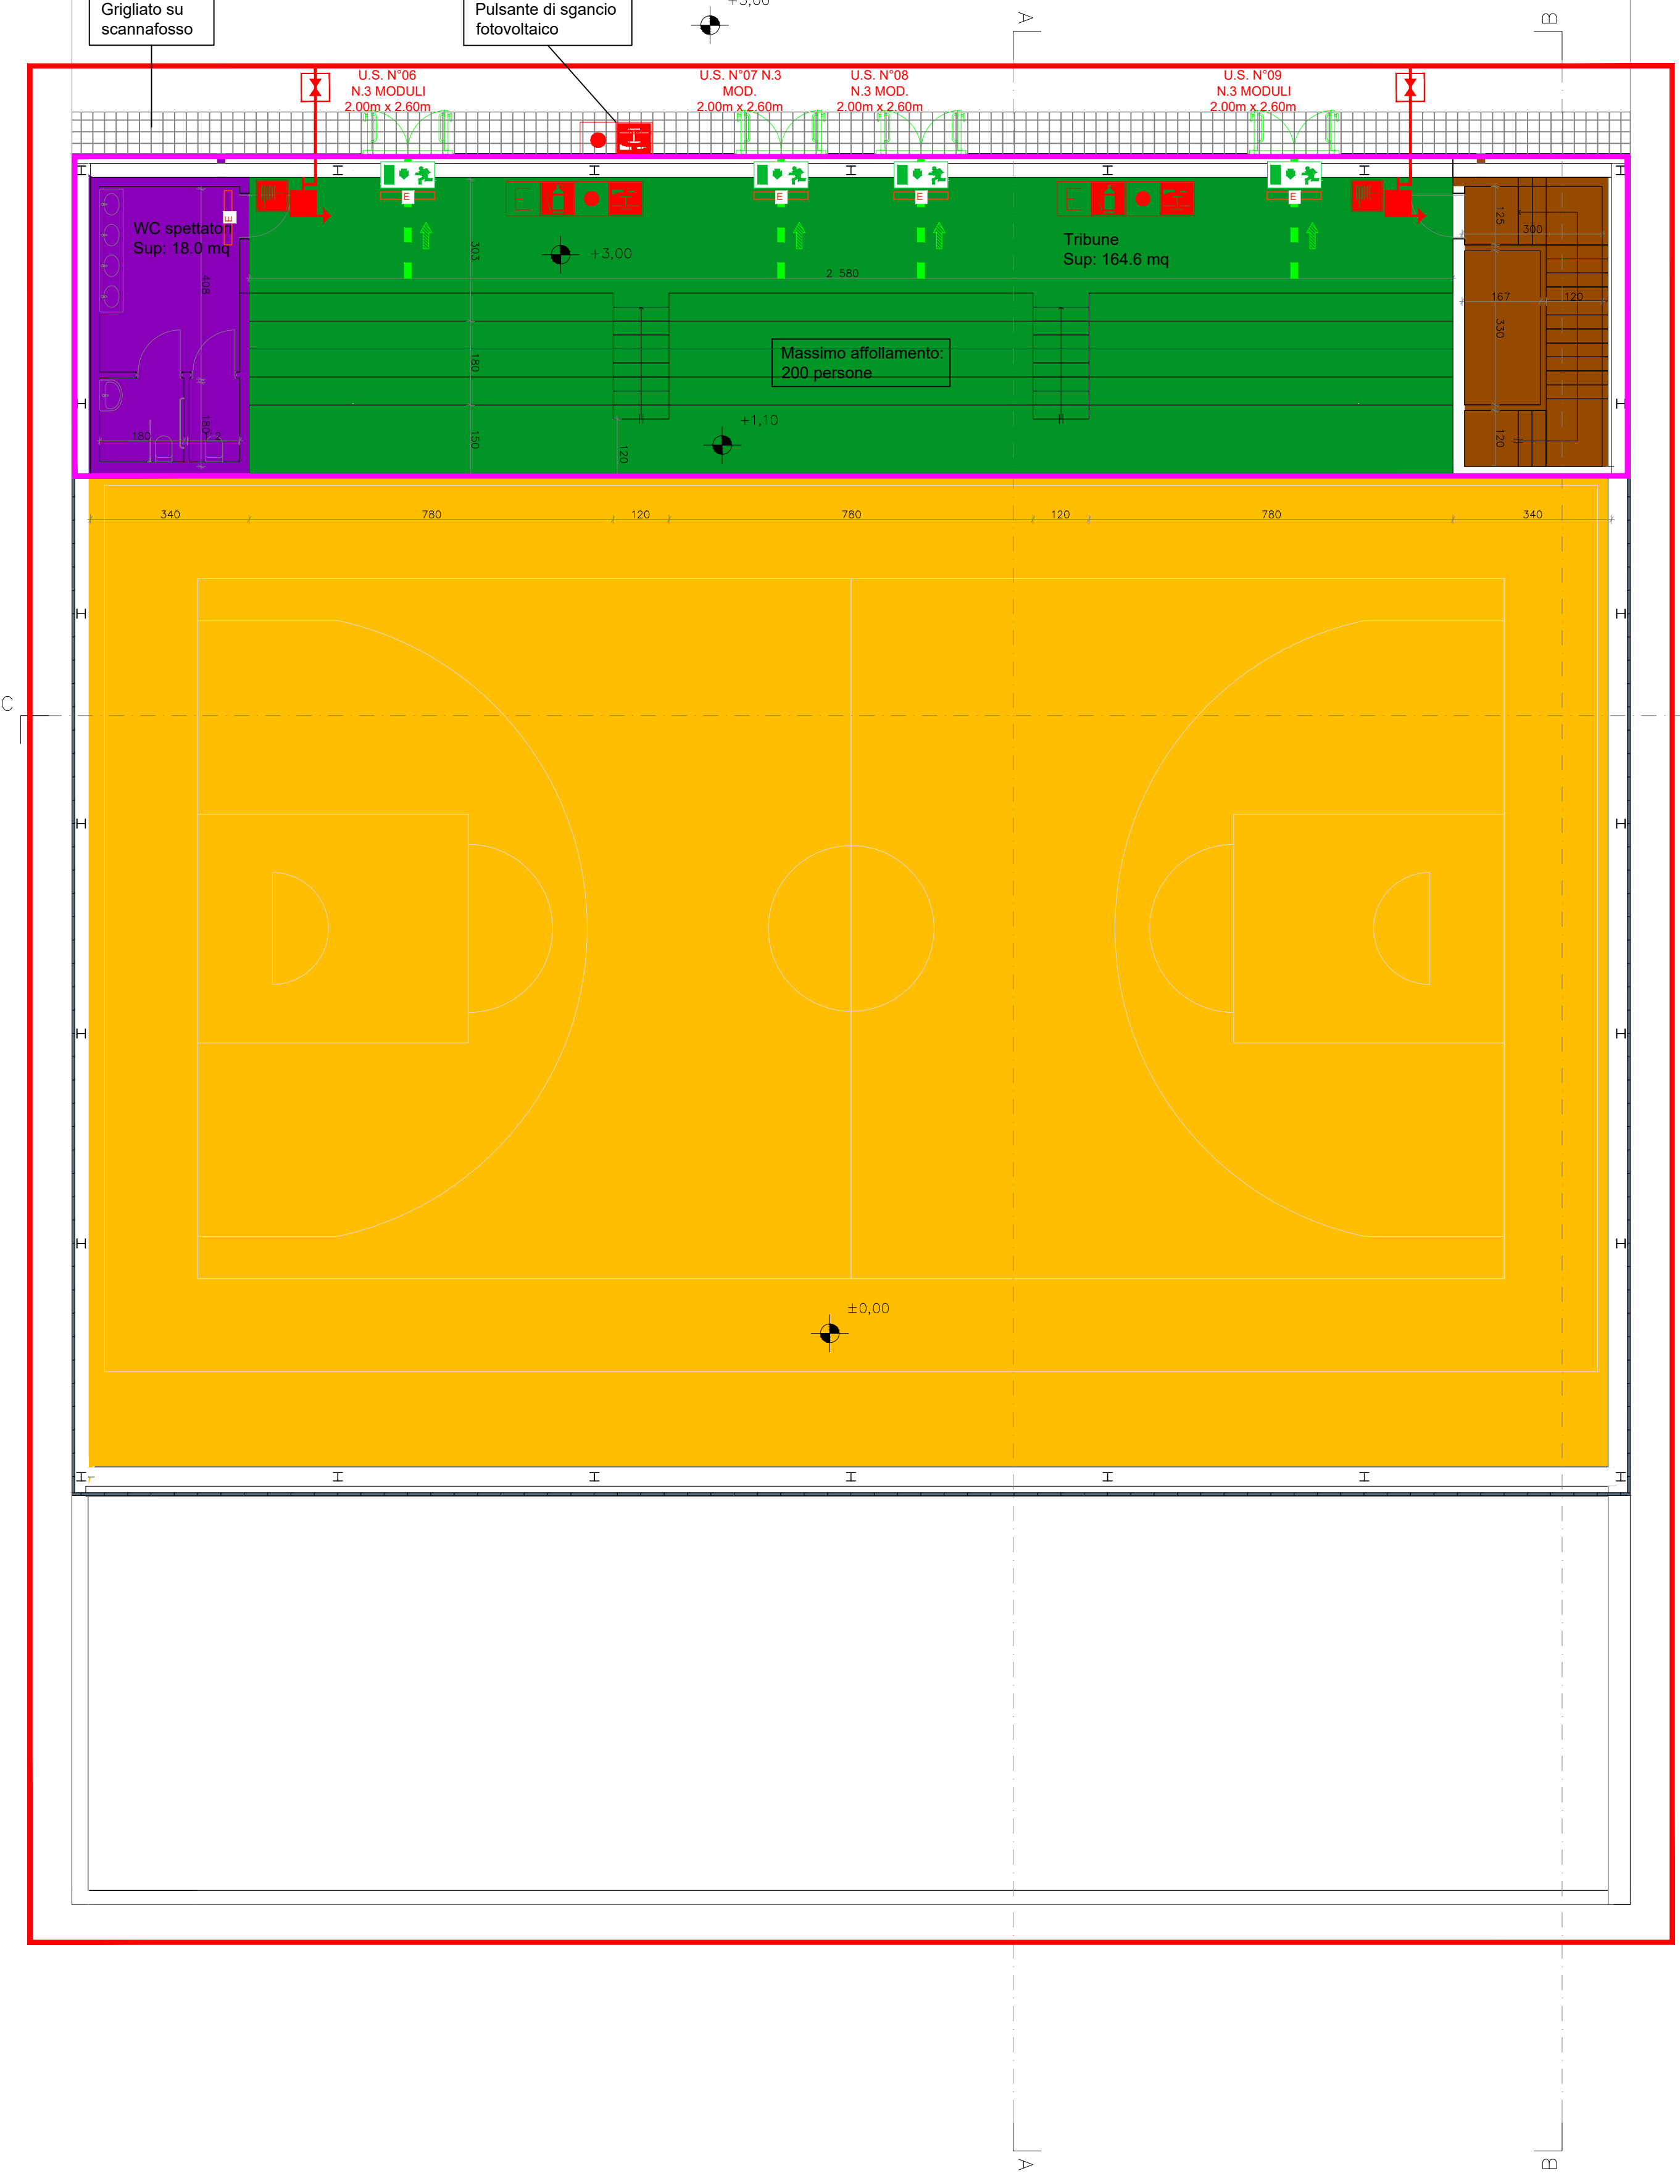 Grigliato su
scannafosso
Pulsante di sgancio
fotovoltaico
A
B
U.S. N°06
N.3 MODULI
2.00m x 2.60m
U.S. N°07 N.3
MOD.
2.00m x 2.60m
U.S. N°08
N.3 MOD.
2.00m x 2.60m
U.S. N°09
N.3 MODULI
2.00m x 2.60m
E
E
E
E
E
E
E
WC spettatori
Sup: 18.0 mq
408
180
112
180
303
+3,00
2 580
Tribune
Sup: 164.6 mq
125
300
167
120
330
120
180
Massimo affollamento:
200 persone
+1,10
150
120
340
780
120
780
120
780
340
C
±0,00
A
B